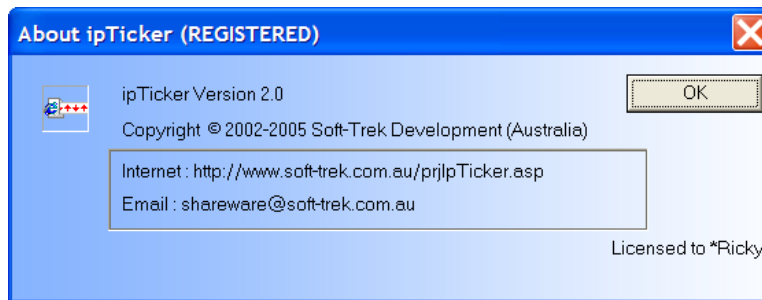 About ipTicker (REGISTERED)
ipTicker Version 2.0
OK
Copyright © 2002-2005 Soft-Trek Development (Australia)
Internet : http://www.soft-trek.com.au/prjIpTicker.asp
Email : shareware@soft-trek.com.au
Licensed to *Ricky